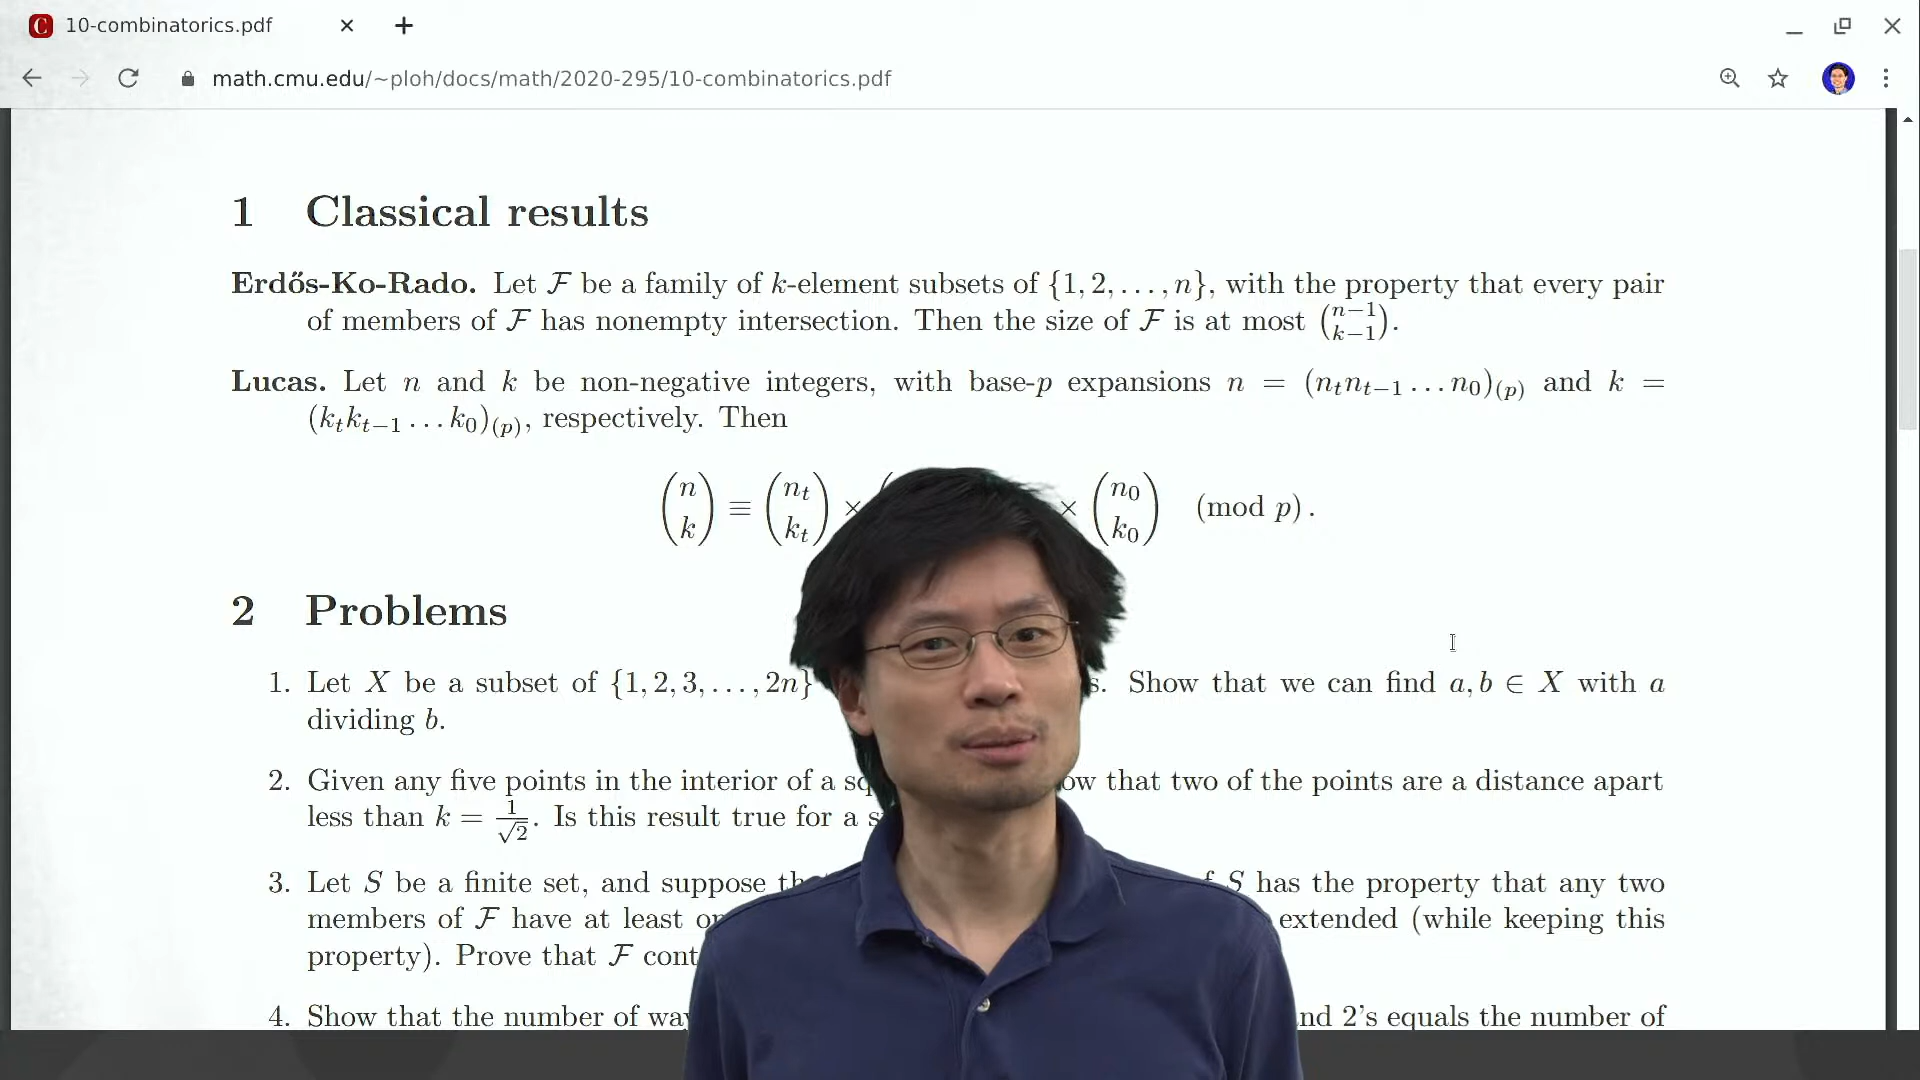 10-combinatorics.pdf
math.cmu.edu/~ploh/docs/math/2020-295/10-combinatorics.pdf
1 Classical results
Erdős-Ko-Rado. Let ℱ be a family of k-element subsets of {1, 2, . . . , n}, with the property that every pair
of members of ℱ has nonempty intersection. Then the size of ℱ is at most (n−1 k−1).
Lucas. Let n and k be non-negative integers, with base-p expansions n = (nₜnₜ₋₁ . . . n₀)₍ₚ₎ and k =
(kₜkₜ₋₁ . . . k₀)₍ₚ₎, respectively. Then
(n k) ≡ (nₜ kₜ) × × (n₀ k₀) (mod p) .
2 Problems
1. Let X be a subset of {1, 2, 3, . . . , 2n} s. Show that we can find a, b ∈ X with a
dividing b.
2. Given any five points in the interior of a ow that two of the points are a distance apart
less than k = 1/√2. Is this result true for a
3. Let S be a finite set, and suppose S has the property that any two
members of ℱ have at least extended (while keeping this
property). Prove that ℱ
4. Show that the number of nd 2's equals the number of